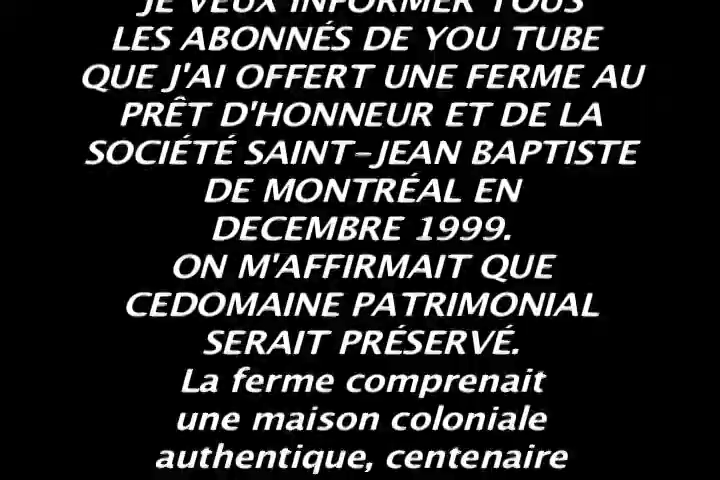 JE VEUX INFORMER TOUS
LES ABONNÉS DE YOU TUBE
QUE J'AI OFFERT UNE FERME AU
PRÊT D'HONNEUR ET DE LA
SOCIÉTÉ SAINT-JEAN BAPTISTE
DE MONTRÉAL EN
DECEMBRE 1999.
ON M'AFFIRMAIT QUE
CEDOMAINE PATRIMONIAL
SERAIT PRÉSERVÉ.
La ferme comprenait
une maison coloniale
authentique, centenaire